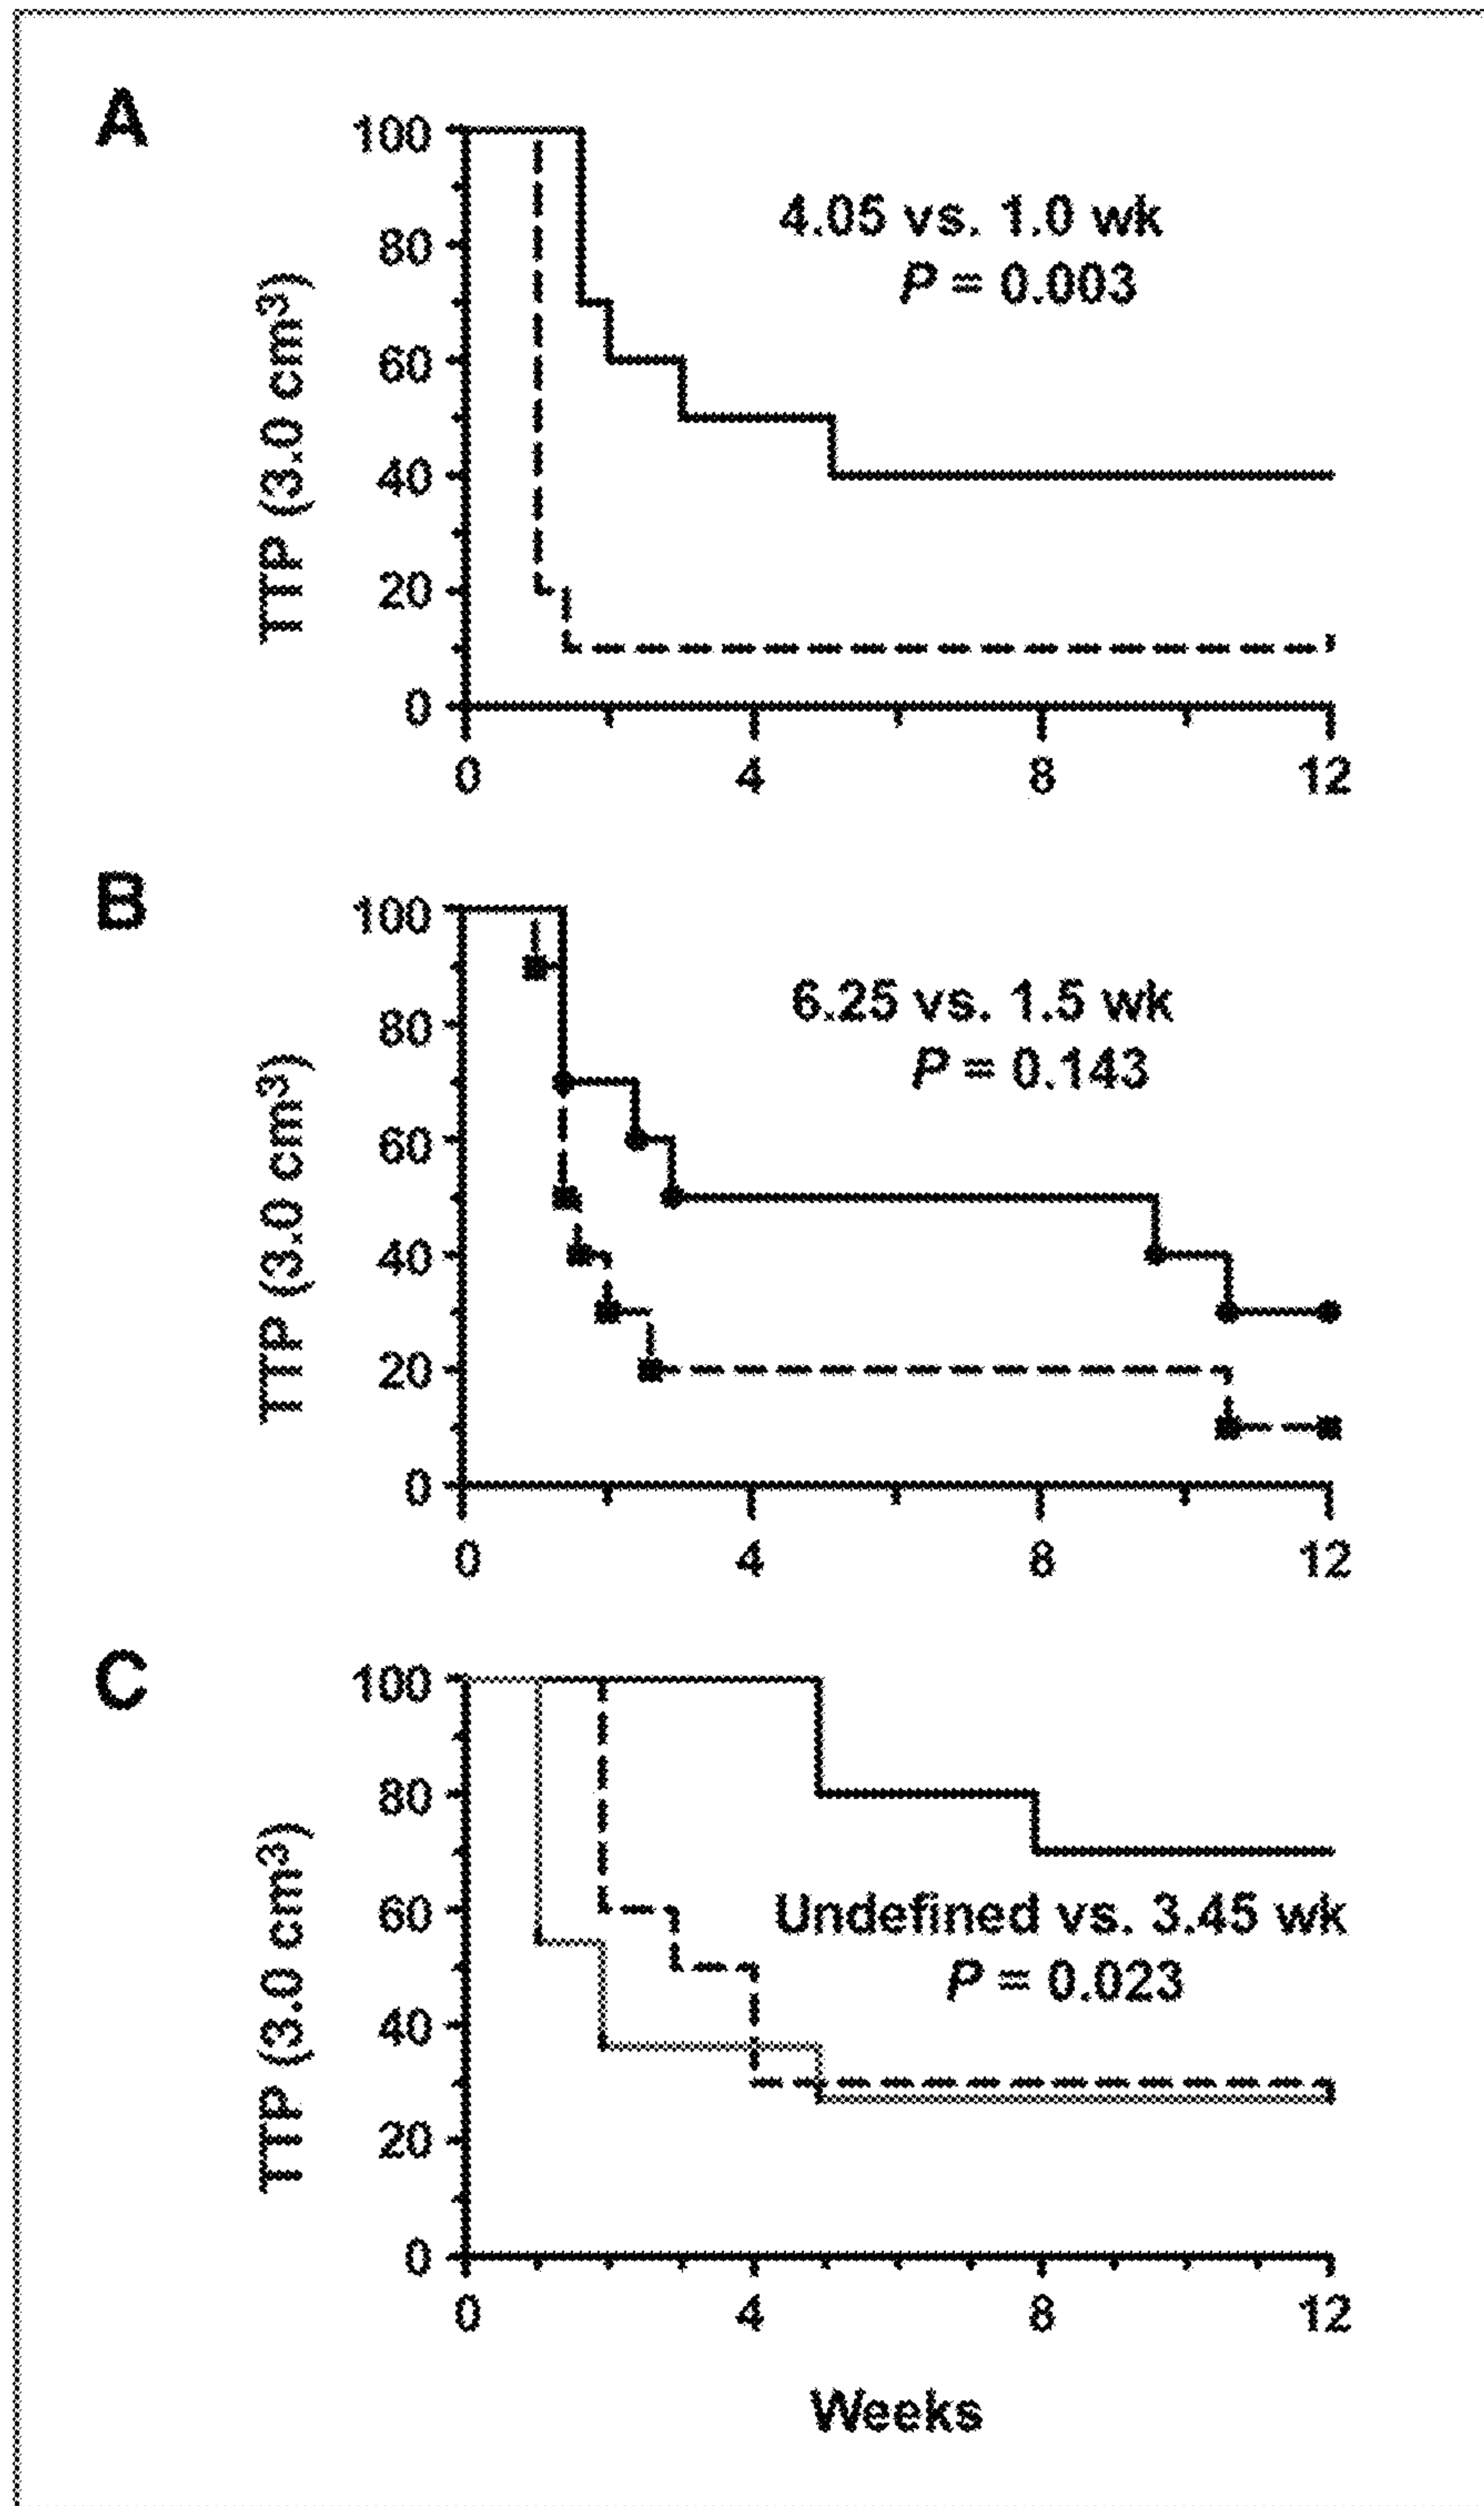 A
TTP (3.0 cm³)
100
80
60
40
20
0
4.05 vs. 1.0 wk
P = 0.003
0 4 8 12
B
TTP (3.0 cm³)
100
80
60
40
20
0
6.25 vs. 1.5 wk
P = 0.143
0 4 8 12
C
TTP (3.0 cm³)
100
80
60
40
20
0
Undefined vs. 3.45 wk
P = 0.023
0 4 8 12
Weeks